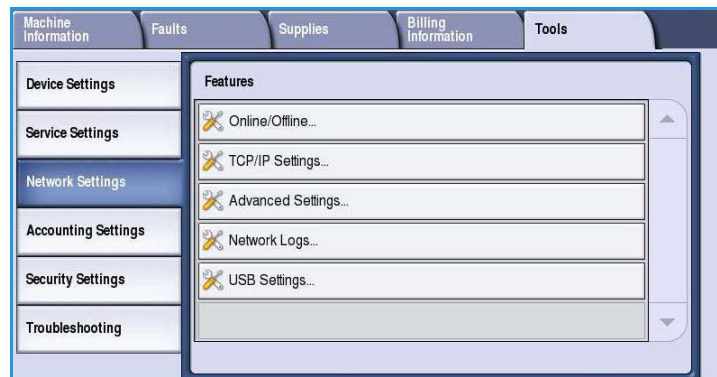 Machine
Information
Faults
Supplies
Billing
Information
Tools
Device Settings
Service Settings
Network Settings
Accounting Settings
Security Settings
Troubleshooting
Features
Online/Offline...
TCP/IP Settings...
Advanced Settings...
Network Logs...
USB Settings...